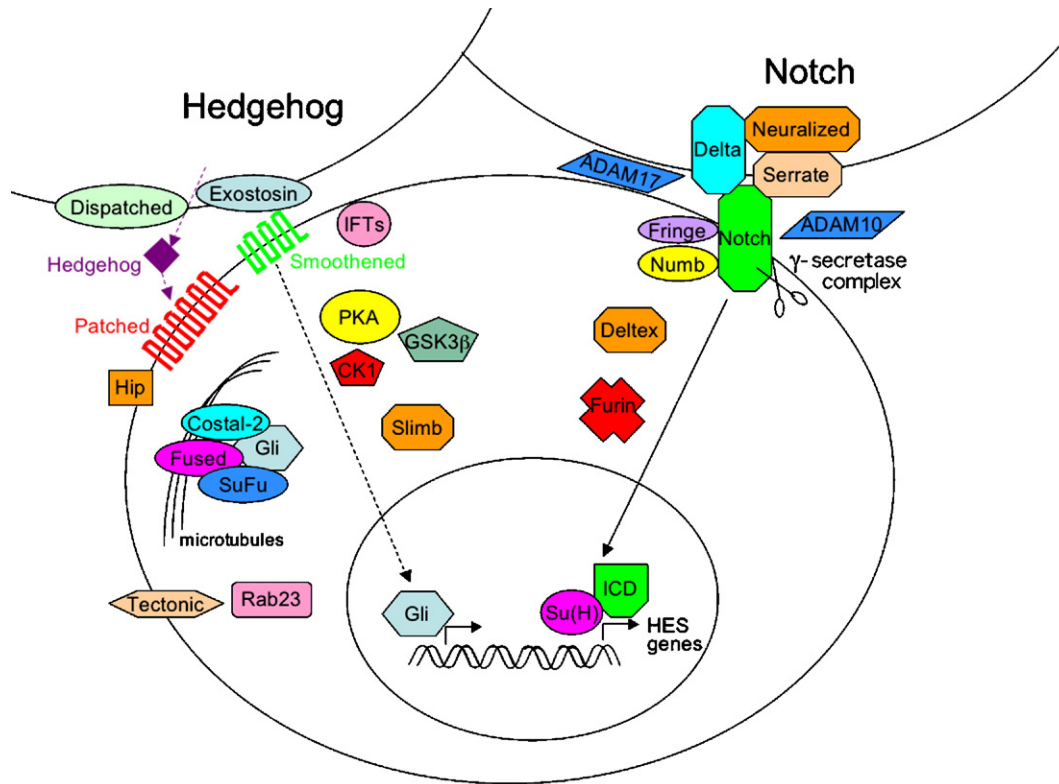 Hedgehog
Notch
Dispatched
Exostosin
Hedgehog
Patched
Smoothened
IFTs
Hip
PKA
GSK3β
CK1
Slimb
Costal-2
Gli
Fused
SuFu
microtubules
Tectonic
Rab23
Delta
Neuralized
Serrate
ADAM17
Fringe
Numb
Notch
ADAM10
γ-secretase
complex
Deltex
Furin
Gli
ICD
Su(H)
HES
genes